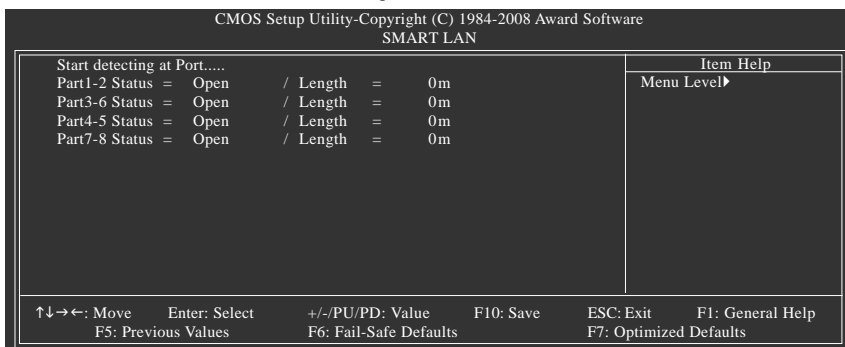 CMOS Setup Utility-Copyright (C) 1984-2008 Award Software
SMART LAN
Start detecting at Port.....
Part1-2 Status = Open / Length = 0m
Part3-6 Status = Open / Length = 0m
Part4-5 Status = Open / Length = 0m
Part7-8 Status = Open / Length = 0m
Item Help
Menu Level▶
↑↓→←: Move Enter: Select +/-/PU/PD: Value F10: Save ESC: Exit F1: General Help
F5: Previous Values F6: Fail-Safe Defaults F7: Optimized Defaults